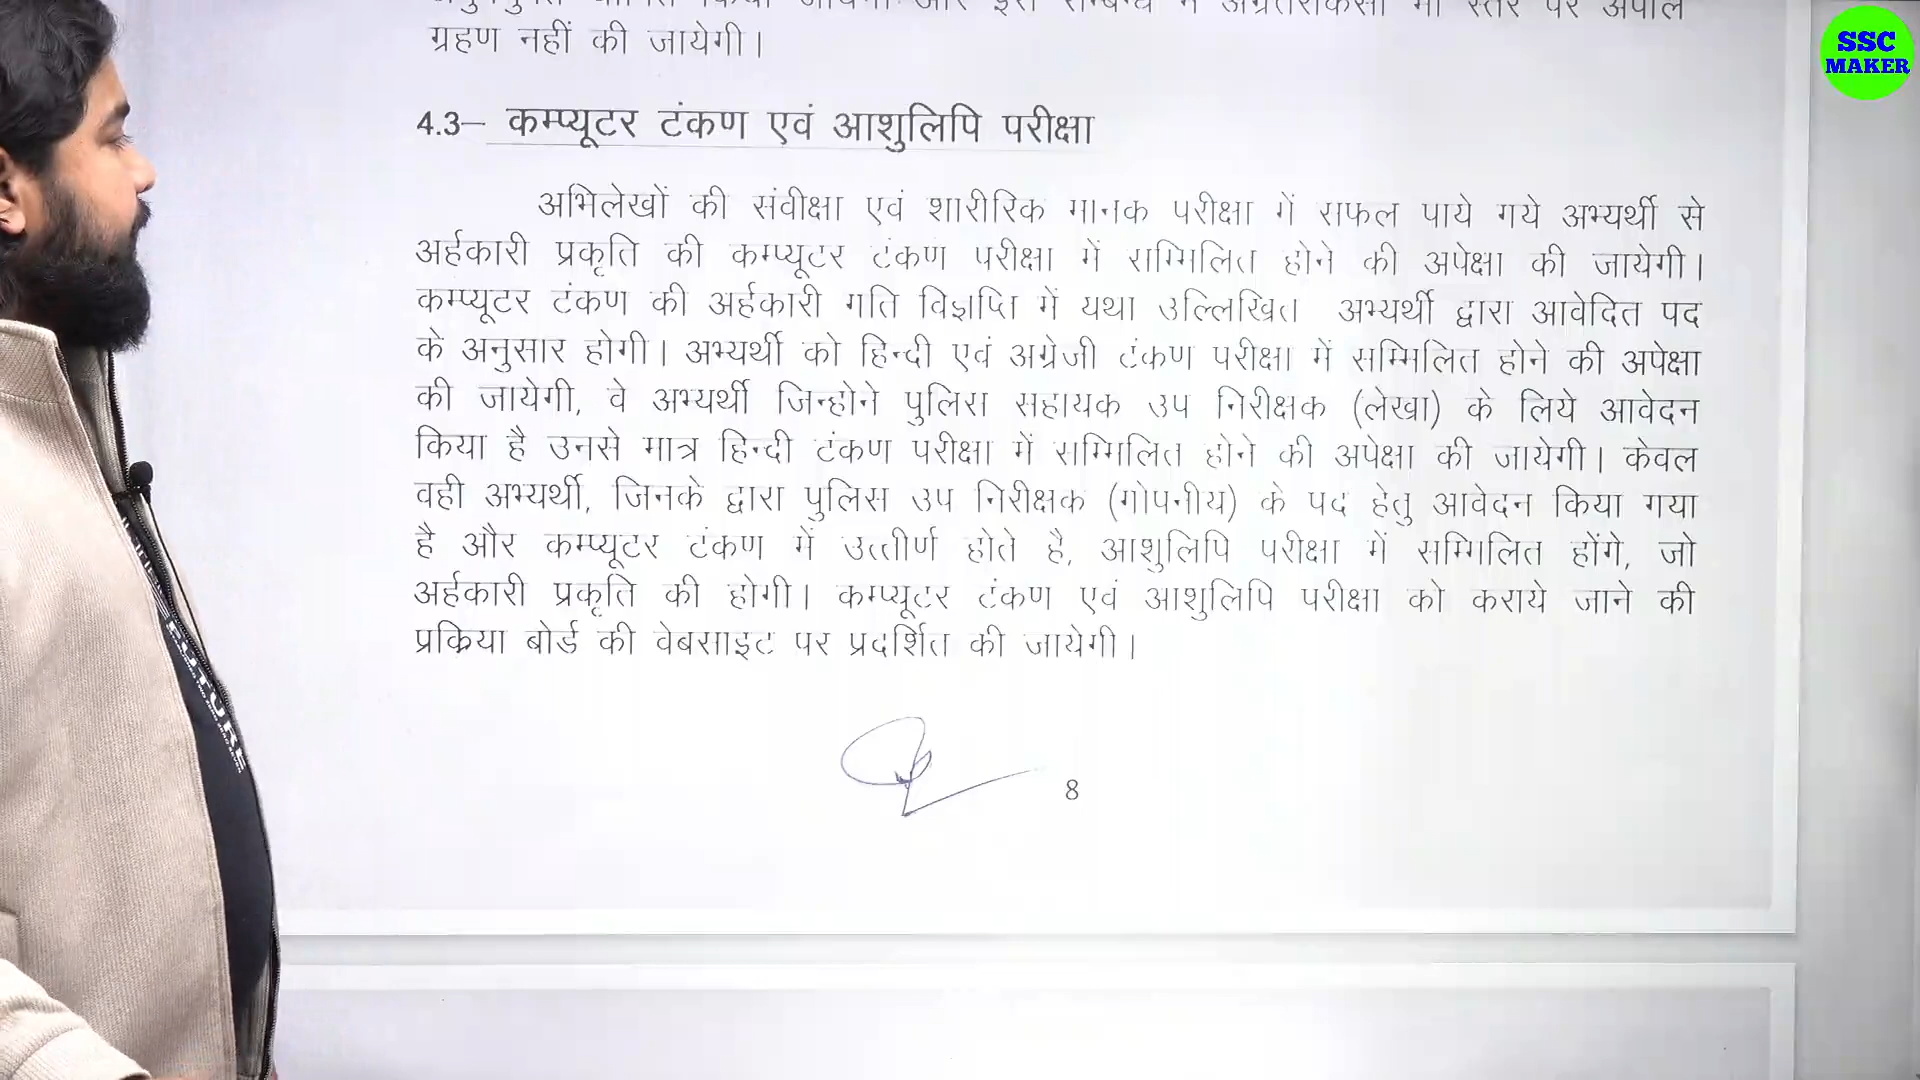 ग्रहण नहीं की जायेगी।
SSC
MAKER
4.3– कम्प्यूटर टंकण एवं आशुलिपि परीक्षा
अभिलेखों की संवीक्षा एवं शारीरिक मानक परीक्षा में सफल पाये गये अभ्यर्थी से
अर्हकारी प्रकृति की कम्प्यूटर टंकण परीक्षा में सम्मिलित होने की अपेक्षा की जायेगी।
कम्प्यूटर टंकण की अर्हकारी गति विज्ञप्ति में यथा उल्लिखित अभ्यर्थी द्वारा आवेदित पद
के अनुसार होगी। अभ्यर्थी को हिन्दी एवं अग्रेजी टंकण परीक्षा में सम्मिलित होने की अपेक्षा
की जायेगी, वे अभ्यर्थी जिन्होने पुलिस सहायक उप निरीक्षक (लेखा) के लिये आवेदन
किया है उनसे मात्र हिन्दी टंकण परीक्षा में सम्मिलित होने की अपेक्षा की जायेगी। केवल
वही अभ्यर्थी, जिनके द्वारा पुलिस उप निरीक्षक (गोपनीय) के पद हेतु आवेदन किया गया
है और कम्प्यूटर टंकण में उत्तीर्ण होते है, आशुलिपि परीक्षा में सम्मिलित होंगे, जो
अर्हकारी प्रकृति की होगी। कम्प्यूटर टंकण एवं आशुलिपि परीक्षा को कराये जाने की
प्रक्रिया बोर्ड की वेबसाइट पर प्रदर्शित की जायेगी।
8
FUTURE